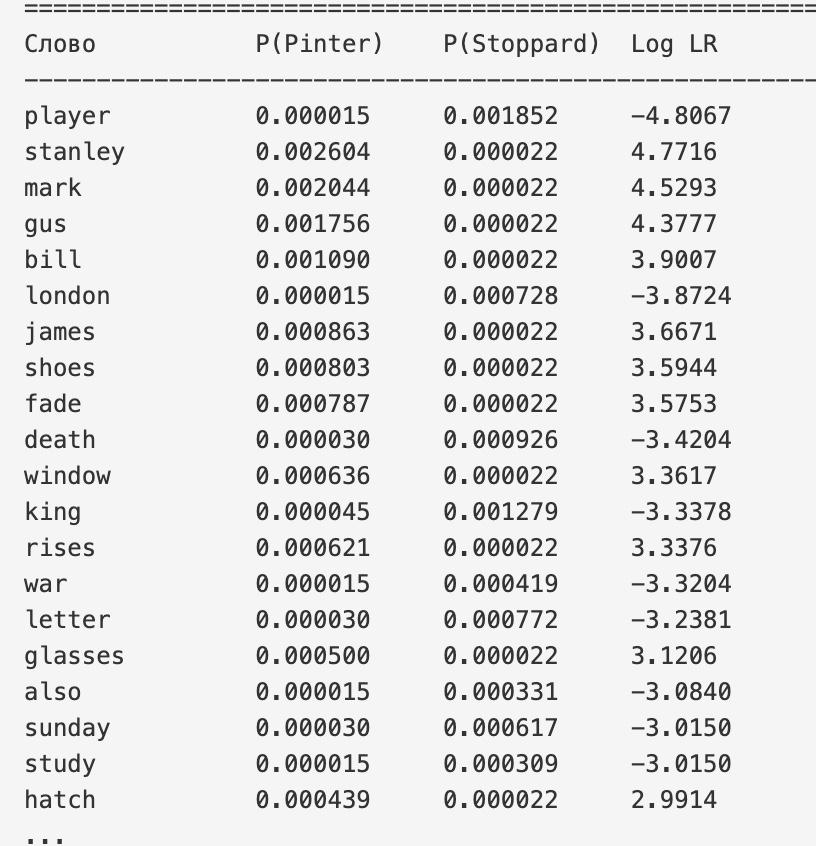 ========================================================
Слово P(Pinter) P(Stoppard) Log LR
--------------------------------------------------------
player 0.000015 0.001852 -4.8067
stanley 0.002604 0.000022 4.7716
mark 0.002044 0.000022 4.5293
gus 0.001756 0.000022 4.3777
bill 0.001090 0.000022 3.9007
london 0.000015 0.000728 -3.8724
james 0.000863 0.000022 3.6671
shoes 0.000803 0.000022 3.5944
fade 0.000787 0.000022 3.5753
death 0.000030 0.000926 -3.4204
window 0.000636 0.000022 3.3617
king 0.000045 0.001279 -3.3378
rises 0.000621 0.000022 3.3376
war 0.000015 0.000419 -3.3204
letter 0.000030 0.000772 -3.2381
glasses 0.000500 0.000022 3.1206
also 0.000015 0.000331 -3.0840
sunday 0.000030 0.000617 -3.0150
study 0.000015 0.000309 -3.0150
hatch 0.000439 0.000022 2.9914
...